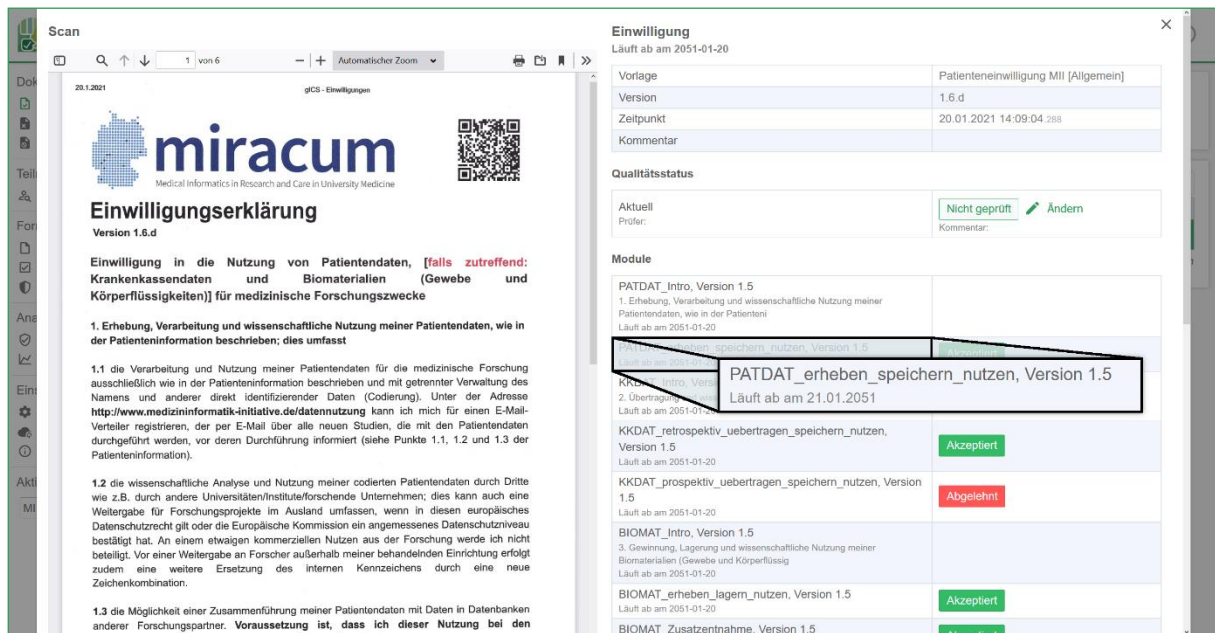 Scan
1 von 6
Automatischer Zoom
20.1.2021
gICS - Einwilligungen
miracum
Medical Informatics in Research and Care in University Medicine
Einwilligungserklärung
Version 1.6.d
Einwilligung in die Nutzung von Patientendaten, [falls zutreffend:
Krankenkassendaten und Biomaterialien (Gewebe und
Körperflüssigkeiten)] für medizinische Forschungszwecke
1. Erhebung, Verarbeitung und wissenschaftliche Nutzung meiner Patientendaten, wie in
der Patienteninformation beschrieben; dies umfasst
1.1 die Verarbeitung und Nutzung meiner Patientendaten für die medizinische Forschung
ausschließlich wie in der Patienteninformation beschrieben und mit getrennter Verwaltung des
Namens und anderer direkt identifizierender Daten (Codierung). Unter der Adresse
http://www.medizininformatik-initiative.de/datennutzung kann ich mich für einen E-Mail-
Verteiler registrieren, der per E-Mail über alle neuen Studien, die mit den Patientendaten
durchgeführt werden, vor deren Durchführung informiert (siehe Punkte 1.1, 1.2 und 1.3 der
Patienteninformation).
1.2 die wissenschaftliche Analyse und Nutzung meiner codierten Patientendaten durch Dritte
wie z.B. durch andere Universitäten/Institute/forschende Unternehmen; dies kann auch eine
Weitergabe für Forschungsprojekte im Ausland umfassen, wenn in diesen europäisches
Datenschutzrecht gilt oder die Europäische Kommission ein angemessenes Datenschutzniveau
bestätigt hat. An einem etwaigen kommerziellen Nutzen aus der Forschung werde ich nicht
beteiligt. Vor einer Weitergabe an Forscher außerhalb meiner behandelnden Einrichtung erfolgt
zudem eine weitere Ersetzung des internen Kennzeichens durch eine neue
Zeichenkombination.
1.3 die Möglichkeit einer Zusammenführung meiner Patientendaten mit Daten in Datenbanken
anderer Forschungspartner. Voraussetzung ist, dass ich dieser Nutzung bei den
Einwilligung
Läuft ab am 2051-01-20
Vorlage Patienteneinwilligung MII [Allgemein]
Version 1.6.d
Zeitpunkt 20.01.2021 14:09:04.288
Kommentar
Qualitätsstatus
Aktuell Nicht geprüft Ändern
Prüfer: Kommentar:
Module
PATDAT_Intro, Version 1.5
1. Erhebung, Verarbeitung und wissenschaftliche Nutzung meiner
Patientendaten, wie in der Patienteni
Läuft ab am 2051-01-20
PATDAT_erheben_speichern_nutzen, Version 1.5
PATDAT_erheben_speichern_nutzen, Version 1.5
Läuft ab am 21.01.2051
2. Übertragung
Läuft ab am 2051-01-20
KKDAT_retrospektiv_uebertragen_speichern_nutzen,
Version 1.5 Akzeptiert
Läuft ab am 2051-01-20
KKDAT_prospektiv_uebertragen_speichern_nutzen, Version
1.5 Abgelehnt
Läuft ab am 2051-01-20
BIOMAT_Intro, Version 1.5
3. Gewinnung, Lagerung und wissenschaftliche Nutzung meiner
Biomaterialien (Gewebe und Körperflüssig
Läuft ab am 2051-01-20
BIOMAT_erheben_lagern_nutzen, Version 1.5 Akzeptiert
Läuft ab am 2051-01-20
BIOMAT_Zusatzentnahme, Version 1.5